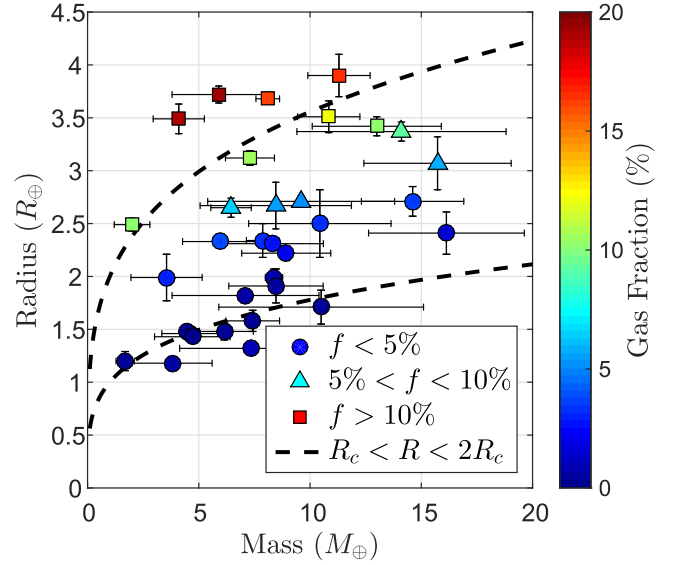 4.5
4
3.5
3
2.5
2
1.5
1
0.5
0
Radius (R⊕)
0
5
10
15
20
Mass (M⊕)
f < 5%
5% < f < 10%
f > 10%
R_c < R < 2R_c
20
15
10
5
0
Gas Fraction (%)